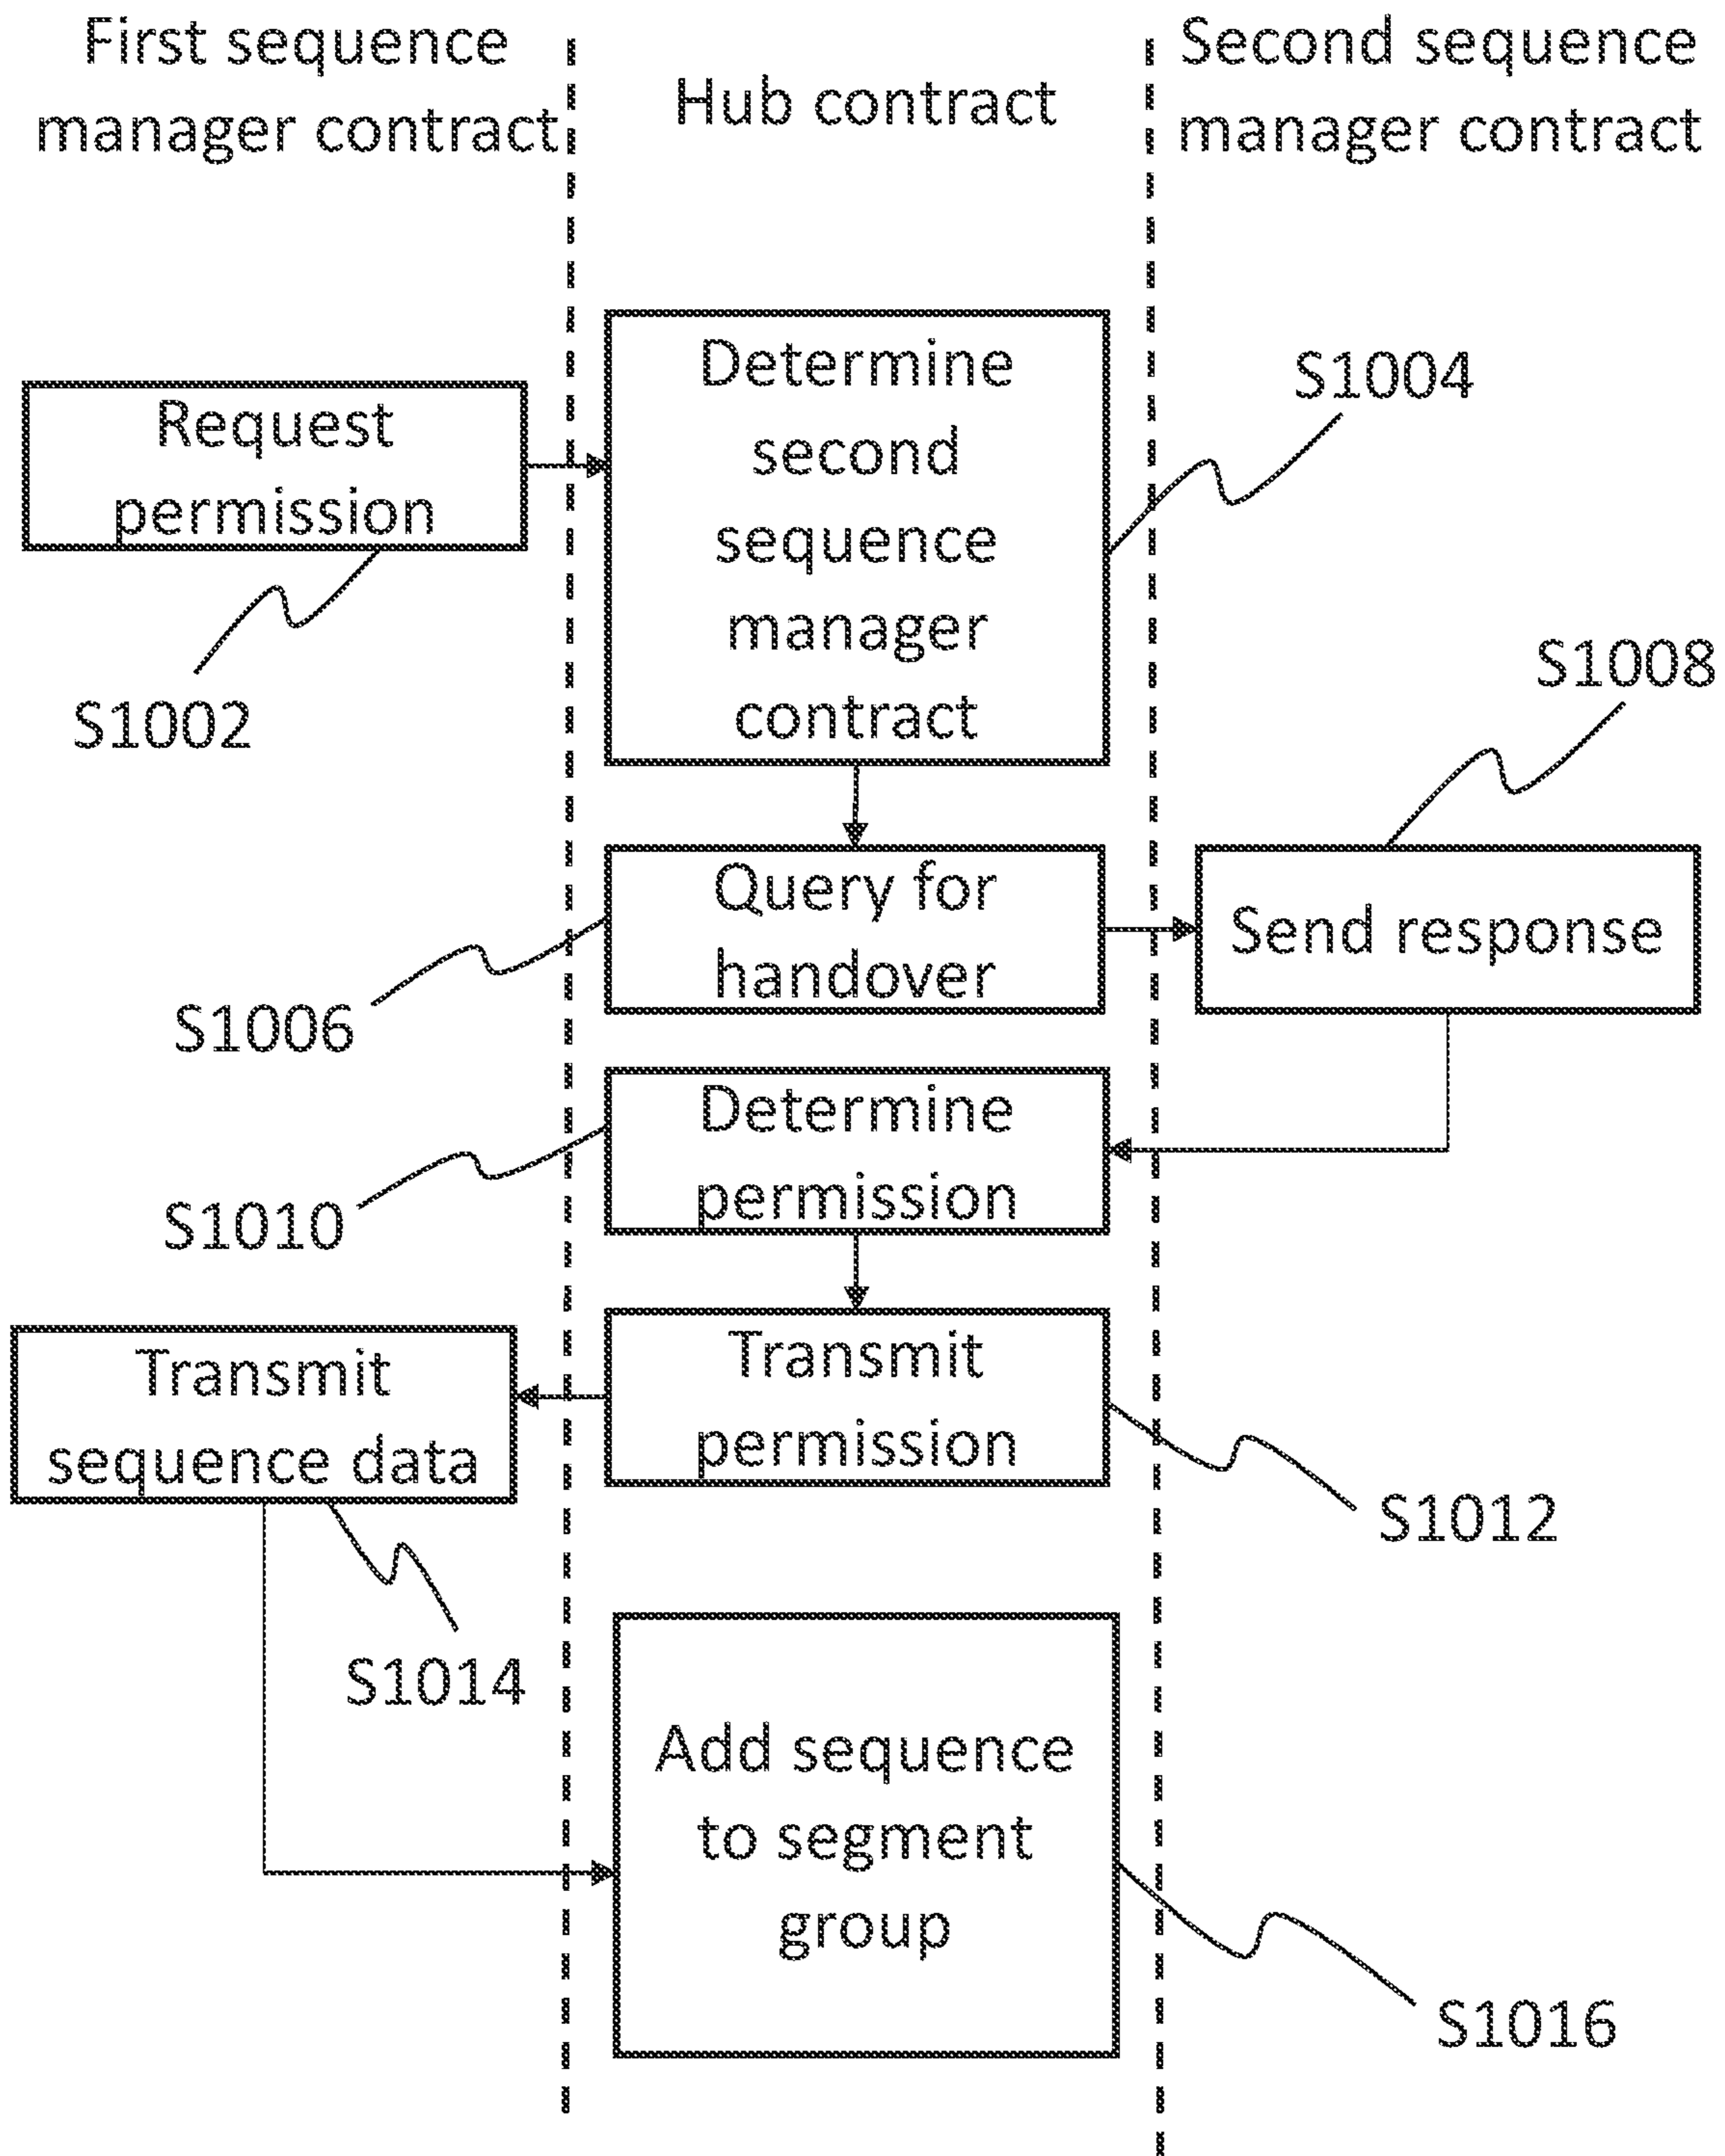 First sequence
manager contract
Hub contract
Second sequence
manager contract
Request
permission
S1002
Determine
second
sequence
manager
contract
S1004
Query for
handover
S1006
Send response
S1008
Determine
permission
S1010
Transmit
permission
S1012
Transmit
sequence data
S1014
Add sequence
to segment
group
S1016